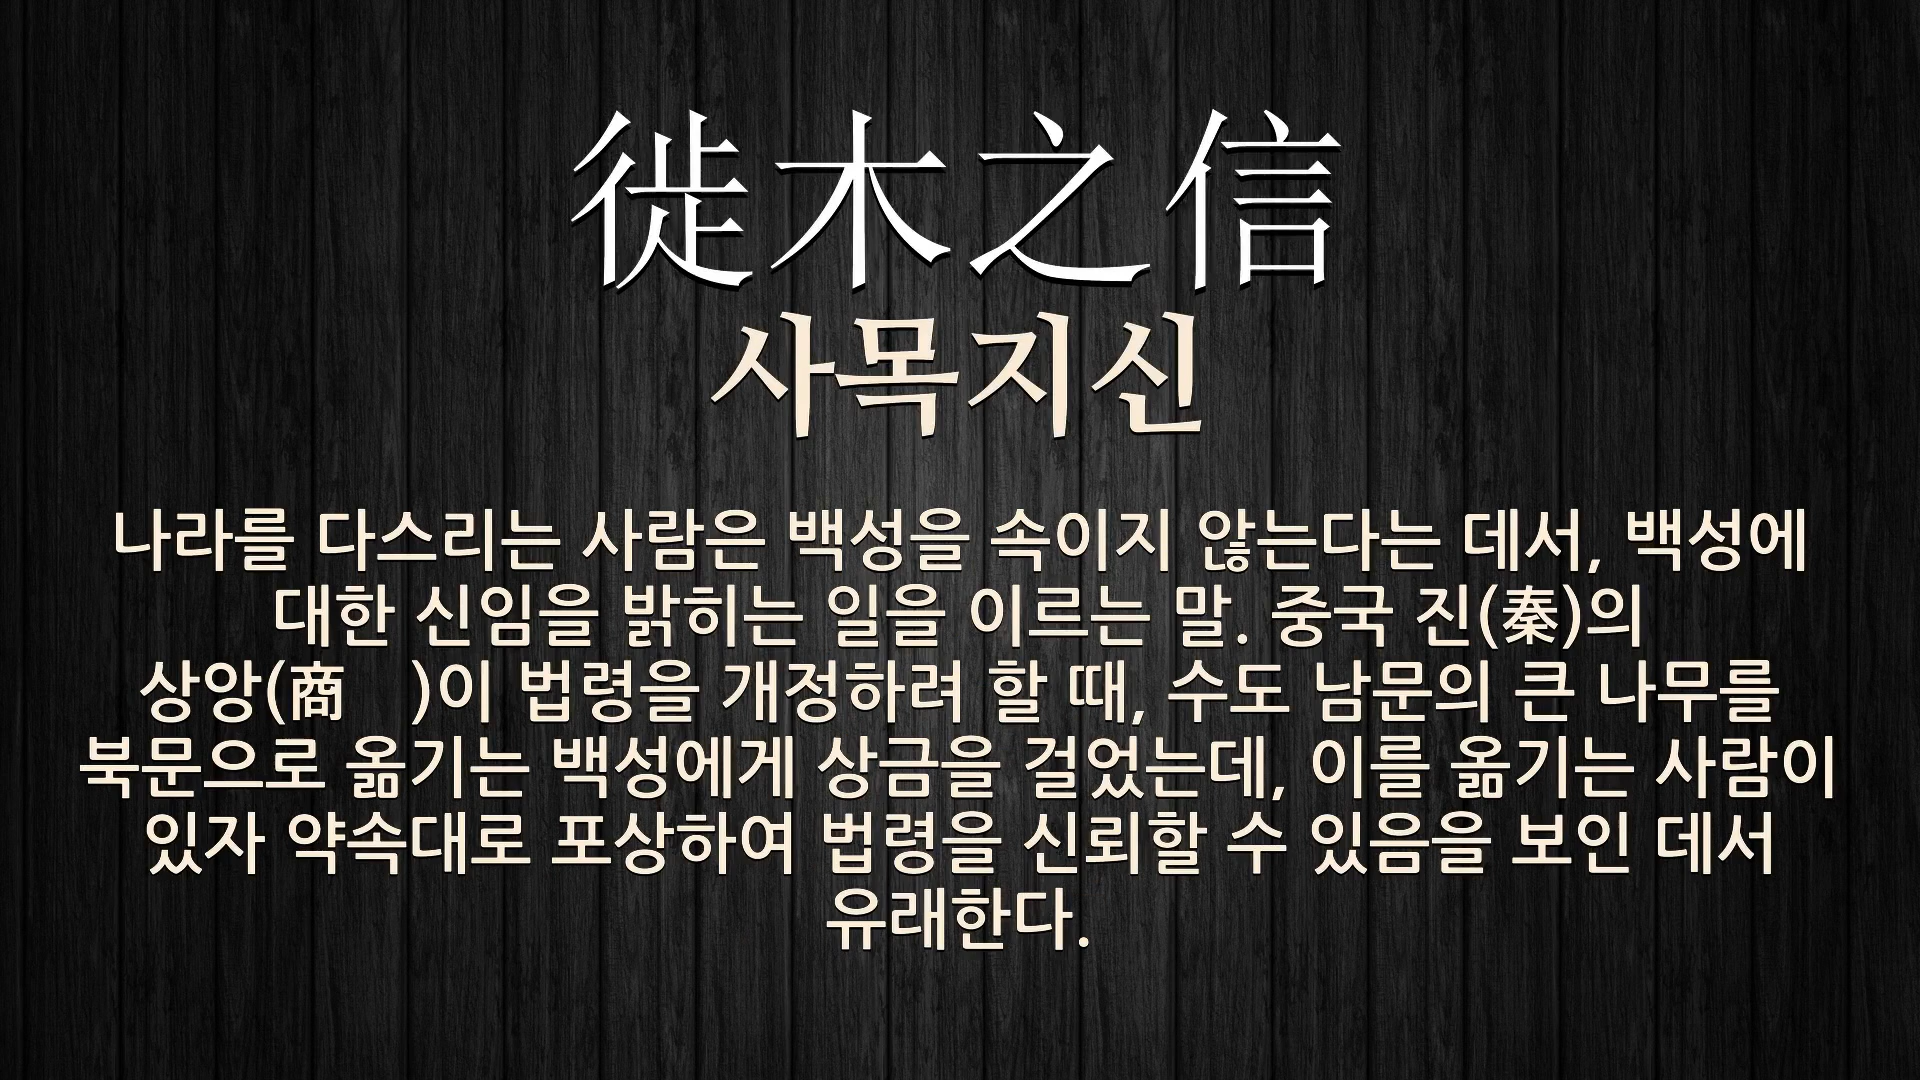 徙木之信
사목지신
나라를 다스리는 사람은 백성을 속이지 않는다는 데서, 백성에
대한 신임을 밝히는 일을 이르는 말. 중국 진(秦)의
상앙(商　)이 법령을 개정하려 할 때, 수도 남문의 큰 나무를
북문으로 옮기는 백성에게 상금을 걸었는데, 이를 옮기는 사람이
있자 약속대로 포상하여 법령을 신뢰할 수 있음을 보인 데서
유래한다.